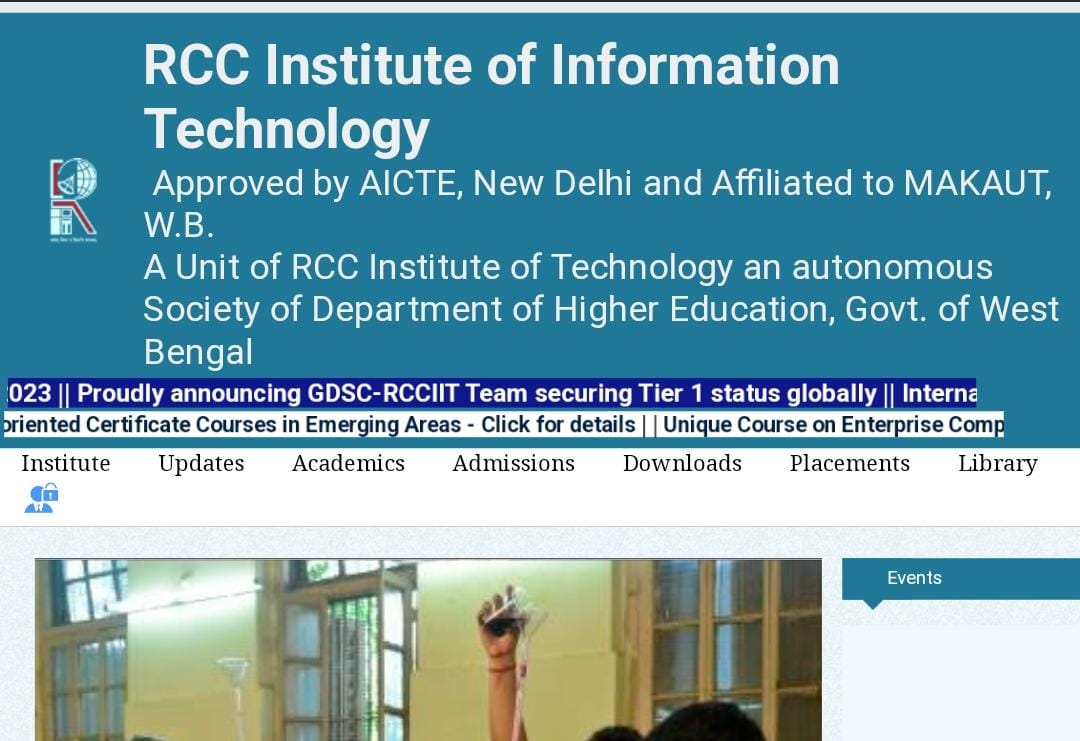 RCC Institute of Information
Technology
Approved by AICTE, New Delhi and Affiliated to MAKAUT,
W.B.
A Unit of RCC Institute of Technology an autonomous
Society of Department of Higher Education, Govt. of West
Bengal
023 || Proudly announcing GDSC-RCCIIT Team securing Tier 1 status globally || Interna
oriented Certificate Courses in Emerging Areas - Click for details | | Unique Course on Enterprise Comp
Institute Updates Academics Admissions Downloads Placements Library
Events